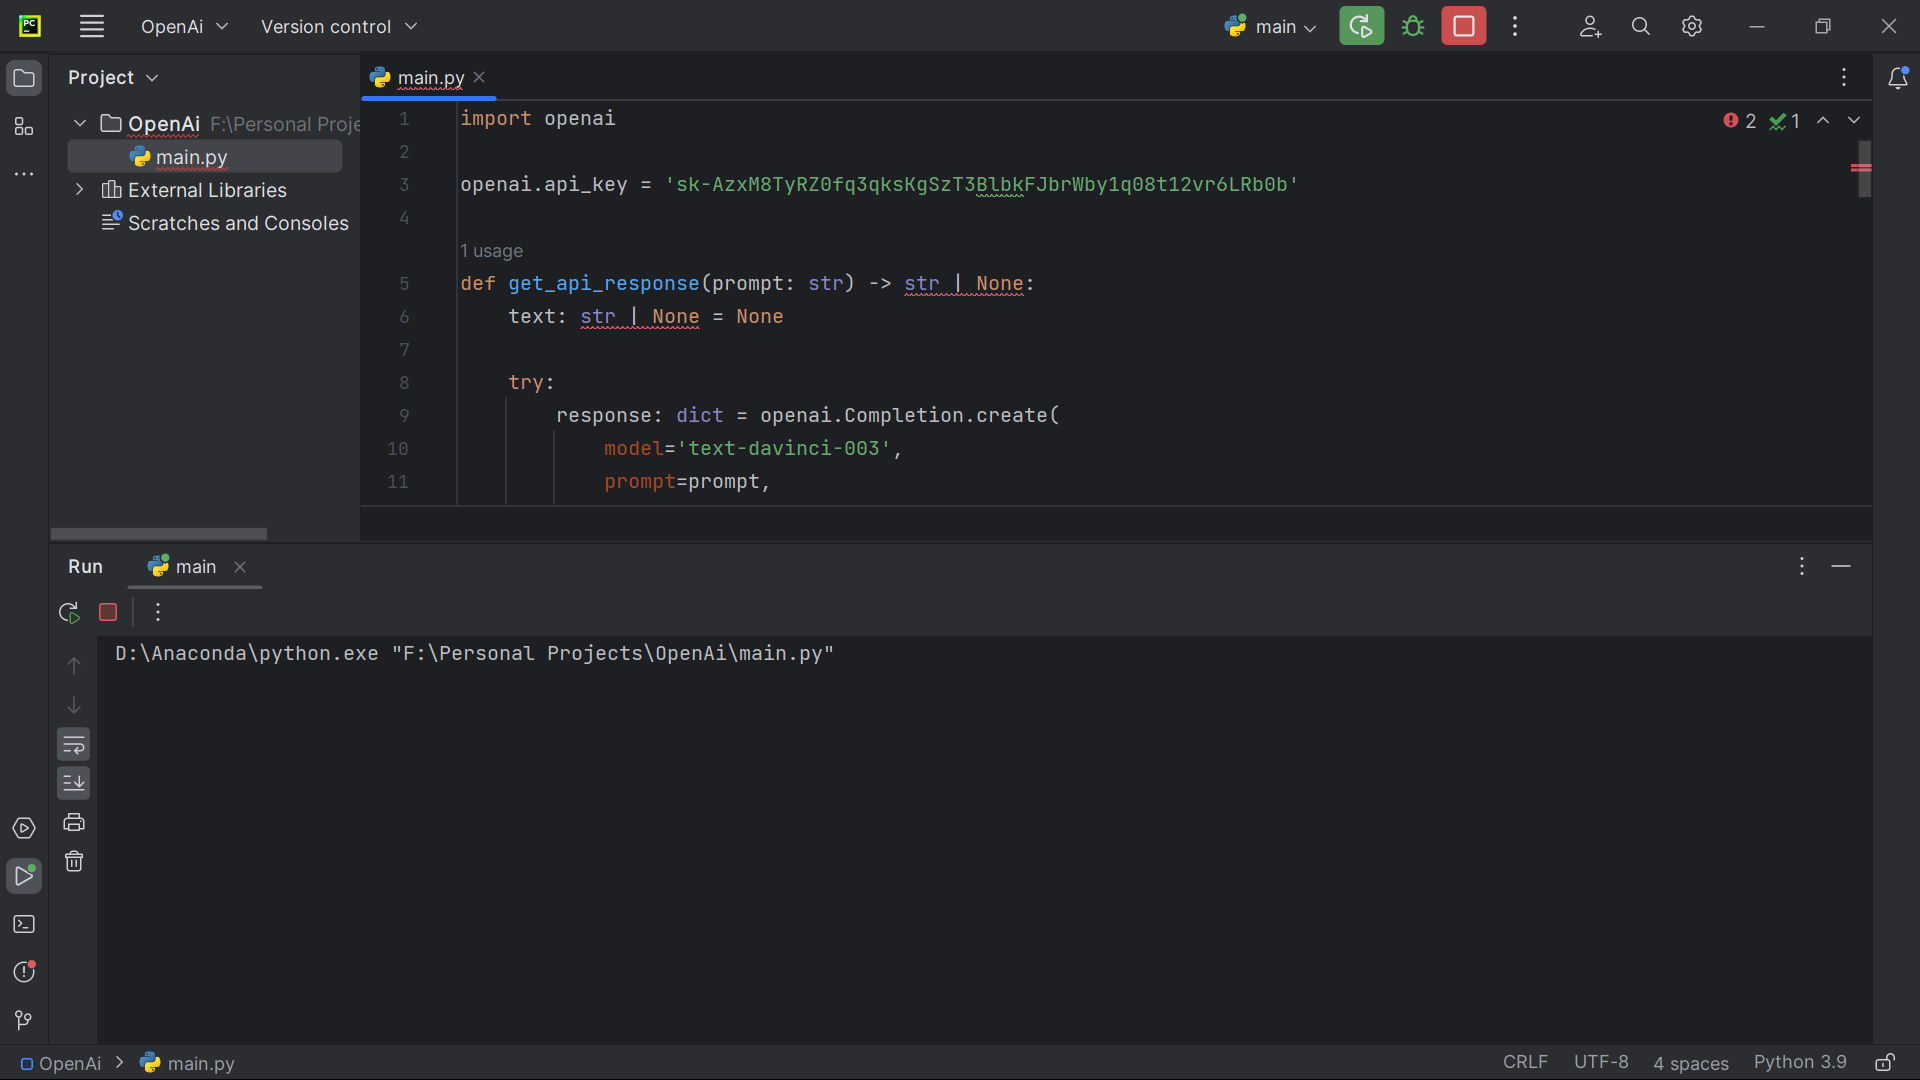 PC
OpenAi
Version control
main
Project
main.py
OpenAi F:\Personal Proje
main.py
External Libraries
Scratches and Consoles
2
1
1 import openai
2
3 openai.api_key = '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'
4
1 usage
5 def get_api_response(prompt: str) -> str | None:
6 text: str | None = None
7
8 try:
9 response: dict = openai.Completion.create(
10 model='text-davinci-003',
11 prompt=prompt,
Run
main
D:\Anaconda\python.exe "F:\Personal Projects\OpenAi\main.py"
OpenAi
main.py
CRLF
UTF-8
4 spaces
Python 3.9